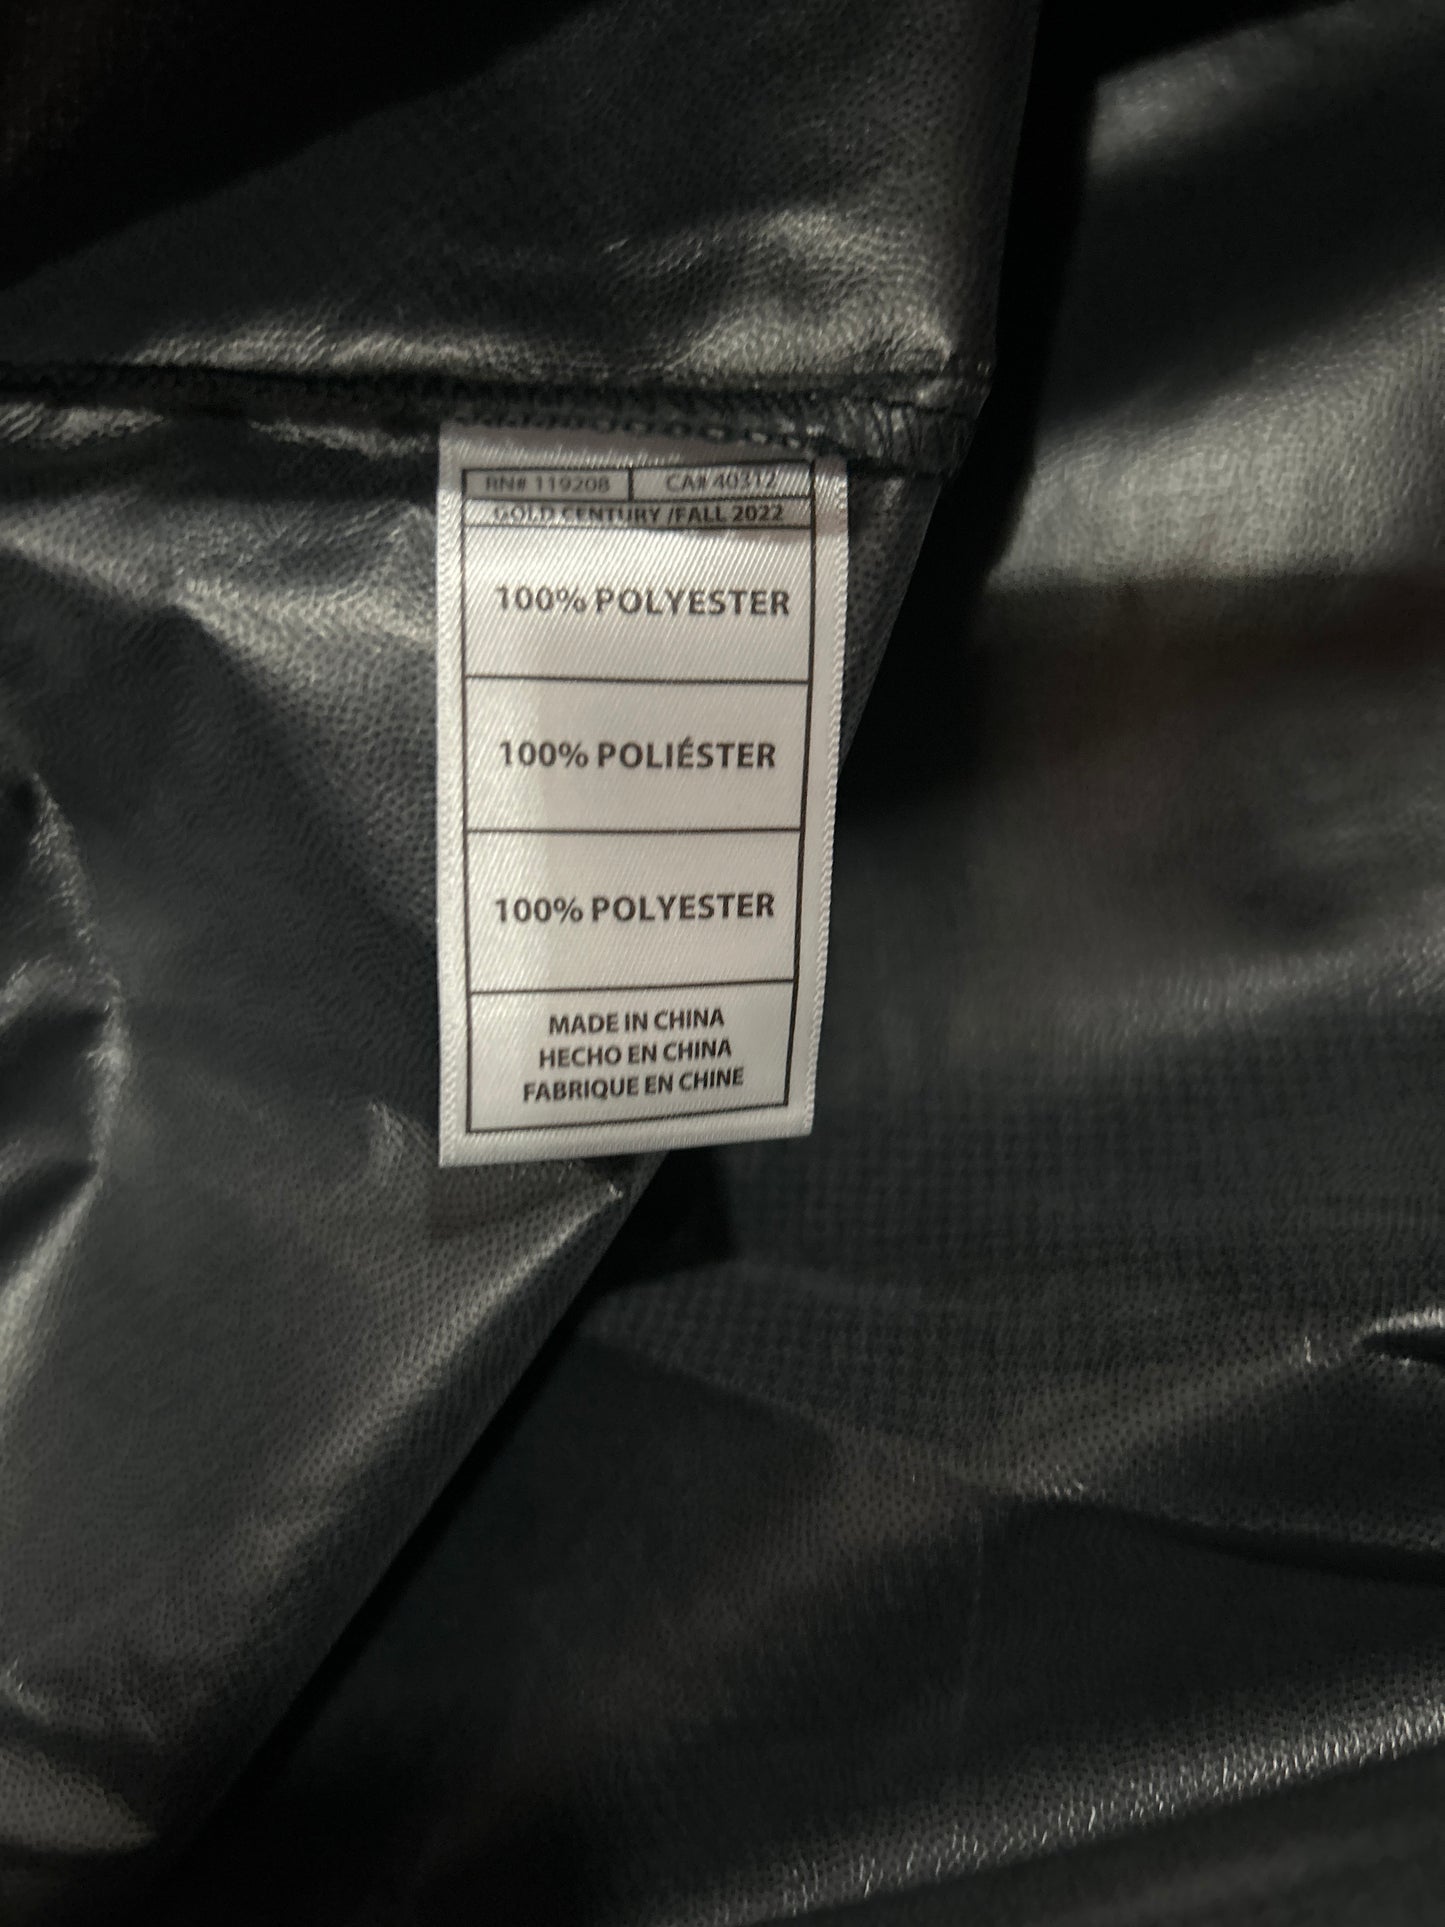 RN# 119208 CA# 40312
GOLD CENTURY /FALL 2022
100% POLYESTER
100% POLIÉSTER
100% POLYESTER
MADE IN CHINA
HECHO EN CHINA
FABRIQUE EN CHINE